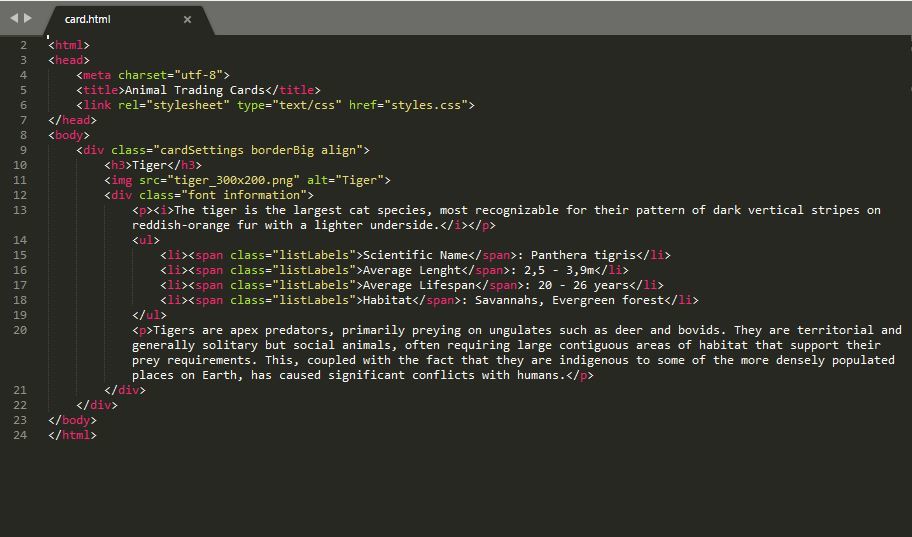 card.html ×
2 <html>
3 <head>
4 <meta charset="utf-8">
5 <title>Animal Trading Cards</title>
6 <link rel="stylesheet" type="text/css" href="styles.css">
7 </head>
8 <body>
9 <div class="cardSettings borderBig align">
10 <h3>Tiger</h3>
11 <img src="tiger_300x200.png" alt="Tiger">
12 <div class="font information">
13 <p><i>The tiger is the largest cat species, most recognizable for their pattern of dark vertical stripes on
reddish-orange fur with a lighter underside.</i></p>
14 <ul>
15 <li><span class="listLabels">Scientific Name</span>: Panthera tigris</li>
16 <li><span class="listLabels">Average Lenght</span>: 2,5 - 3,9m</li>
17 <li><span class="listLabels">Average Lifespan</span>: 20 - 26 years</li>
18 <li><span class="listLabels">Habitat</span>: Savannahs, Evergreen forest</li>
19 </ul>
20 <p>Tigers are apex predators, primarily preying on ungulates such as deer and bovids. They are territorial and
generally solitary but social animals, often requiring large contiguous areas of habitat that support their
prey requirements. This, coupled with the fact that they are indigenous to some of the more densely populated
places on Earth, has caused significant conflicts with humans.</p>
21 </div>
22 </div>
23 </body>
24 </html>